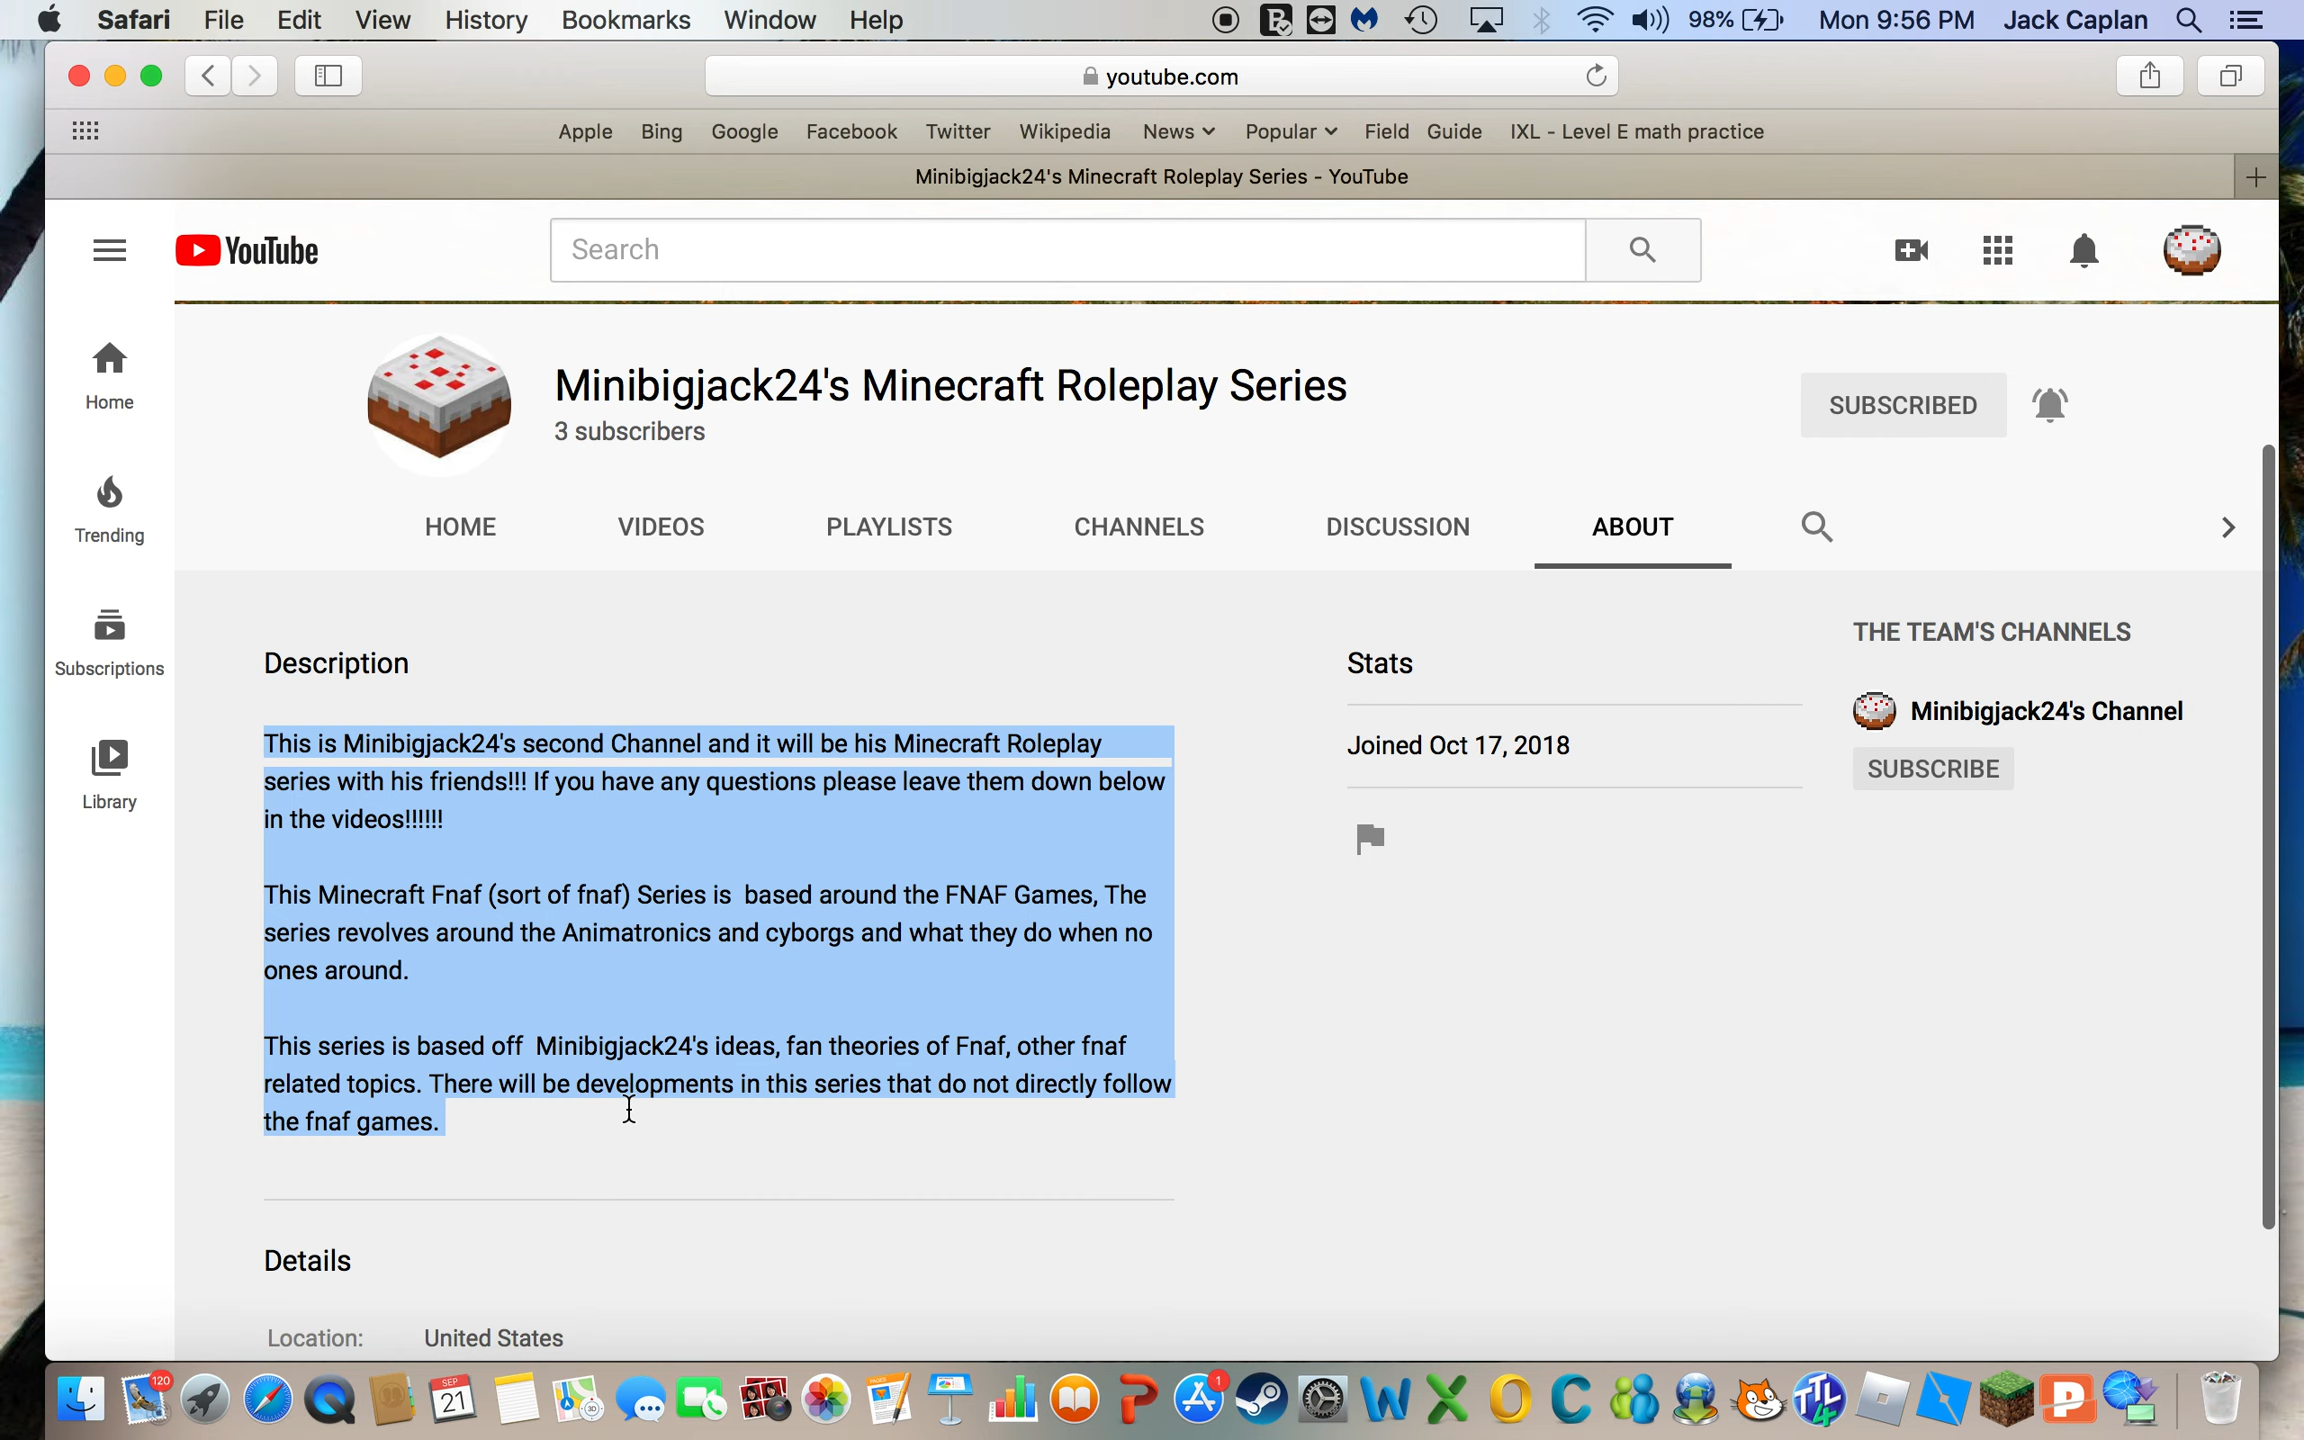 Safari File Edit View History Bookmarks Window Help 98% Mon 9:56 PM Jack Caplan
youtube.com
Apple Bing Google Facebook Twitter Wikipedia News Popular Field Guide IXL - Level E math practice
Minibigjack24's Minecraft Roleplay Series - YouTube
YouTube
Search
Home
Trending
Subscriptions
Library
Minibigjack24's Minecraft Roleplay Series
3 subscribers
SUBSCRIBED
HOME VIDEOS PLAYLISTS CHANNELS DISCUSSION ABOUT
Description
This is Minibigjack24's second Channel and it will be his Minecraft Roleplay
series with his friends!!! If you have any questions please leave them down below
in the videos!!!!!!
This Minecraft Fnaf (sort of fnaf) Series is  based around the FNAF Games, The
series revolves around the Animatronics and cyborgs and what they do when no
ones around.
This series is based off  Minibigjack24's ideas, fan theories of Fnaf, other fnaf
related topics. There will be developments in this series that do not directly follow
the fnaf games.
Details
Location: United States
Stats
Joined Oct 17, 2018
THE TEAM'S CHANNELS
Minibigjack24's Channel
SUBSCRIBE
120
SEP
21
3D
1
TTL
4